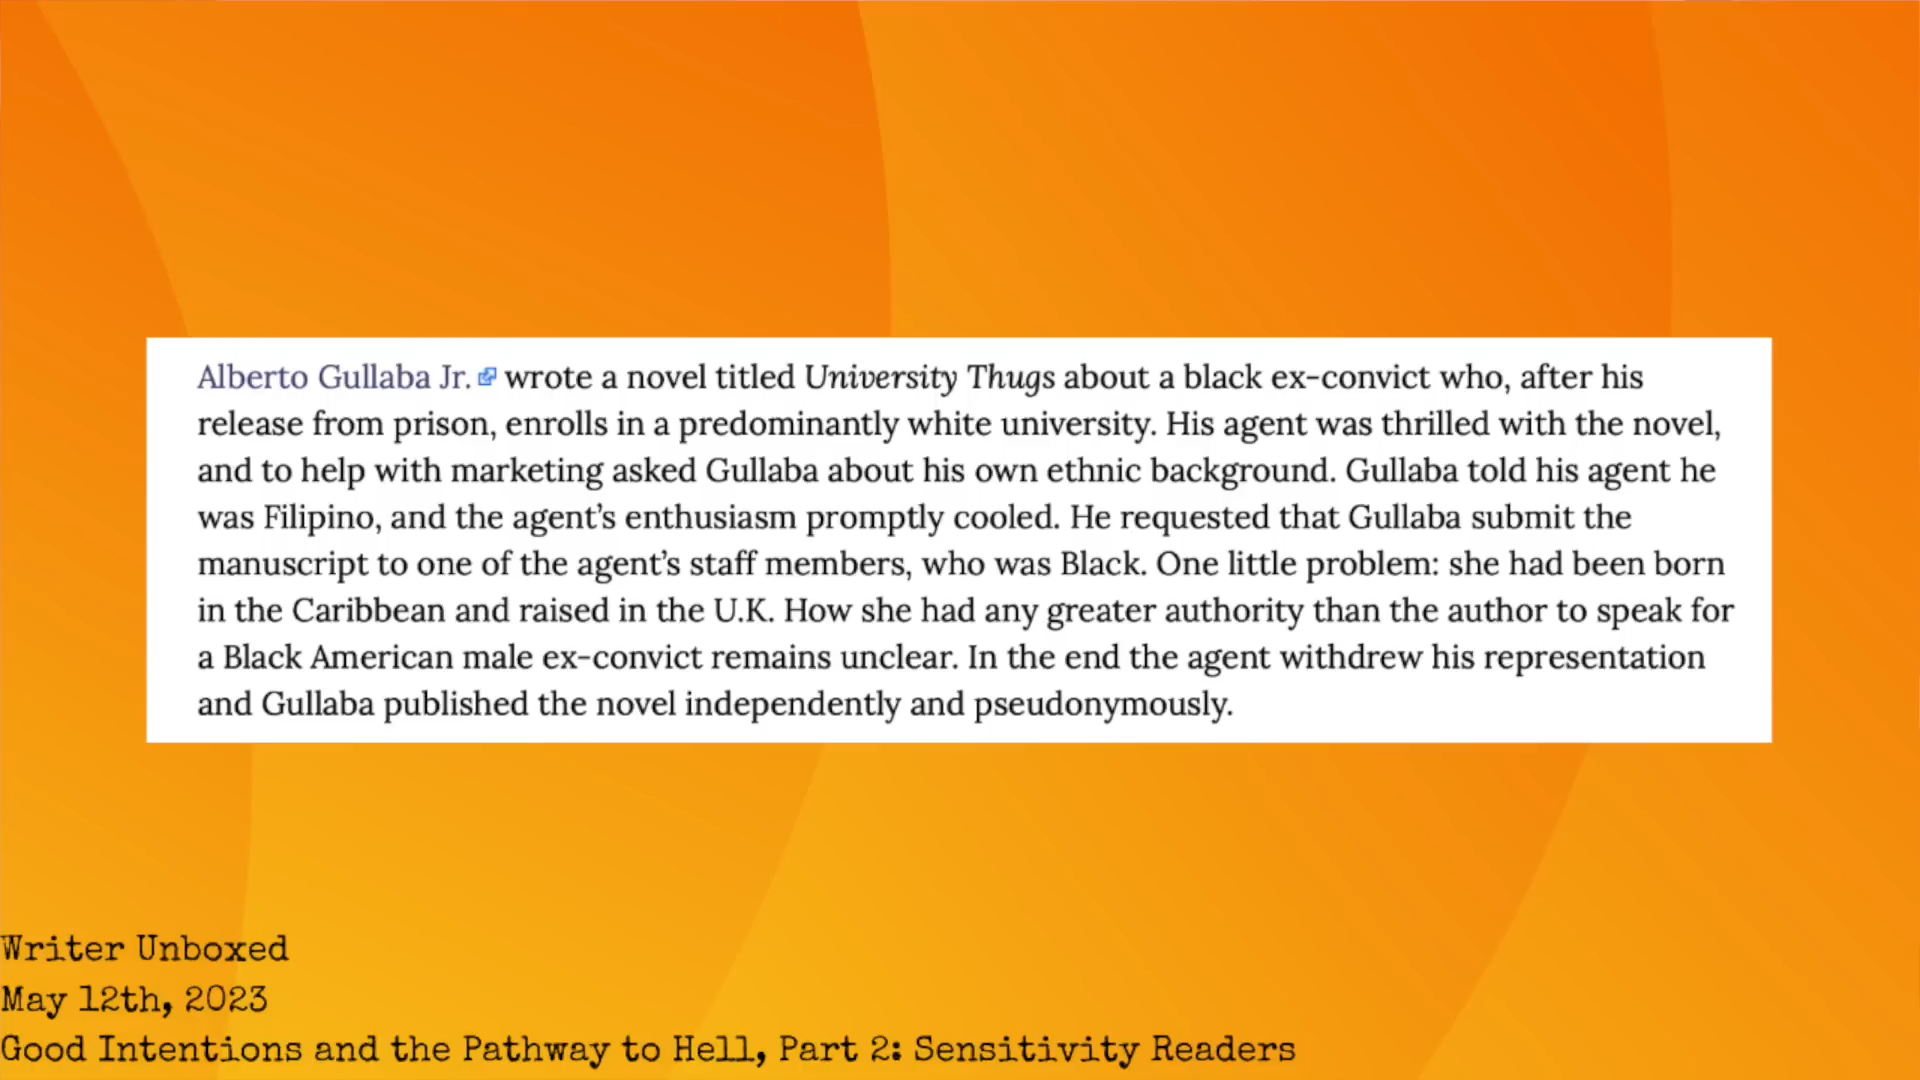 Alberto Gullaba Jr. wrote a novel titled University Thugs about a black ex-convict who, after his
release from prison, enrolls in a predominantly white university. His agent was thrilled with the novel,
and to help with marketing asked Gullaba about his own ethnic background. Gullaba told his agent he
was Filipino, and the agent’s enthusiasm promptly cooled. He requested that Gullaba submit the
manuscript to one of the agent’s staff members, who was Black. One little problem: she had been born
in the Caribbean and raised in the U.K. How she had any greater authority than the author to speak for
a Black American male ex-convict remains unclear. In the end the agent withdrew his representation
and Gullaba published the novel independently and pseudonymously.
Writer Unboxed
May 12th, 2023
Good Intentions and the Pathway to Hell, Part 2: Sensitivity Readers